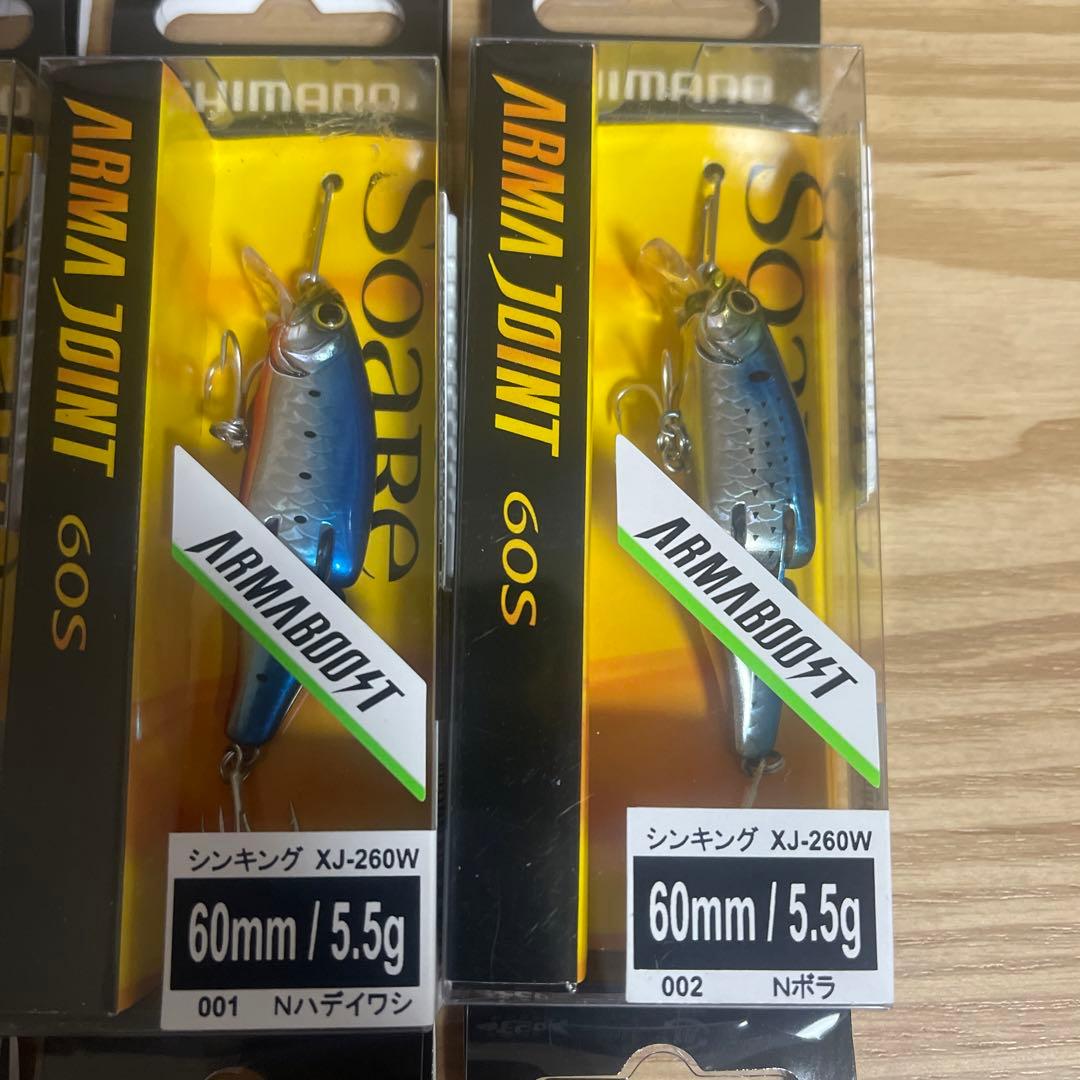 SHIMANO
ARMA JOINT 60S
SoaRe
ARMABOOST
シンキング XJ-260W
60mm / 5.5g
001 Nハデイワシ
HIMANO
ARMA JOINT 60S
Soa
ARMABOOST
シンキング XJ-260W
60mm / 5.5g
002 Nボラ